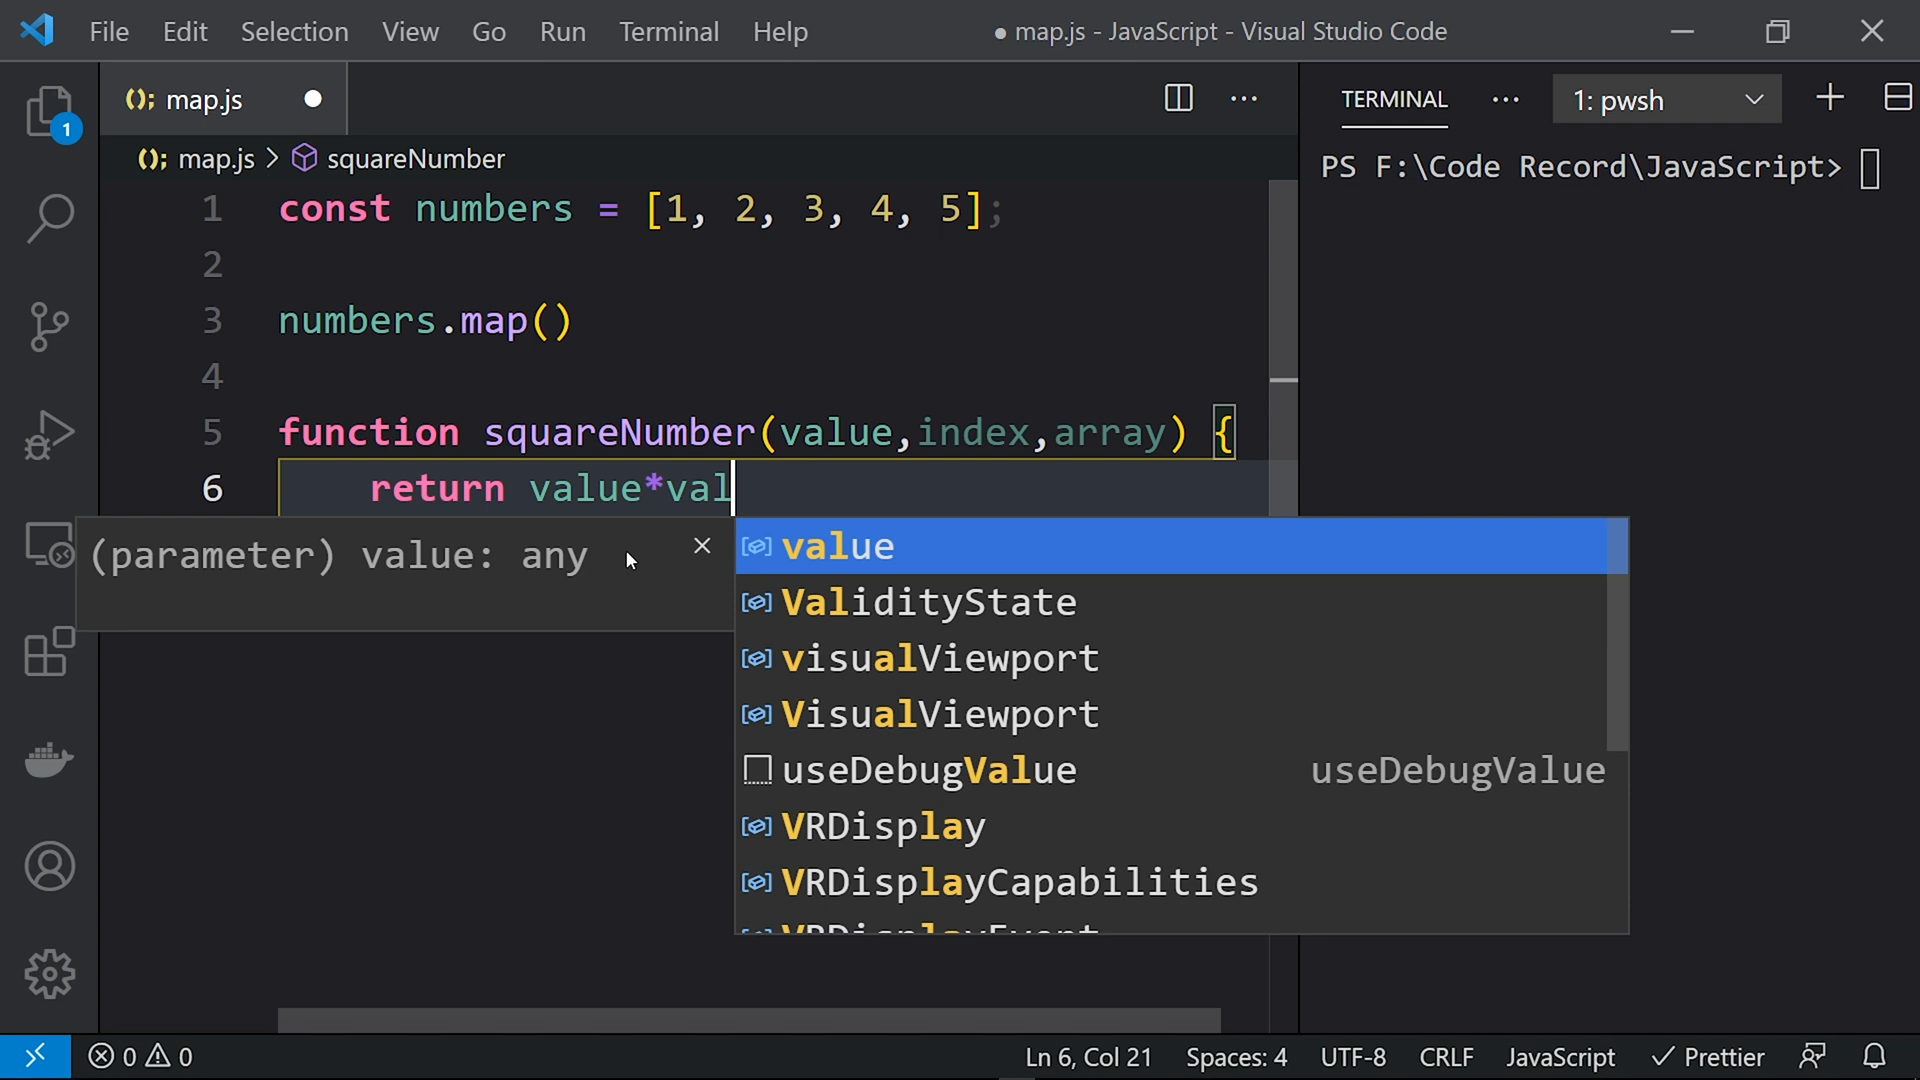 File Edit Selection View Go Run Terminal Help ● map.js - JavaScript - Visual Studio Code
(); map.js
TERMINAL ··· 1: pwsh
1
(); map.js > squareNumber
PS F:\Code Record\JavaScript>
1 const numbers = [1, 2, 3, 4, 5];
2
3 numbers.map()
4
5 function squareNumber(value,index,array) {
6 return value*val
(parameter) value: any
value
ValidityState
visualViewport
VisualViewport
useDebugValue useDebugValue
VRDisplay
VRDisplayCapabilities
VRDisplayEvent
0 0 Ln 6, Col 21 Spaces: 4 UTF-8 CRLF JavaScript ✓ Prettier